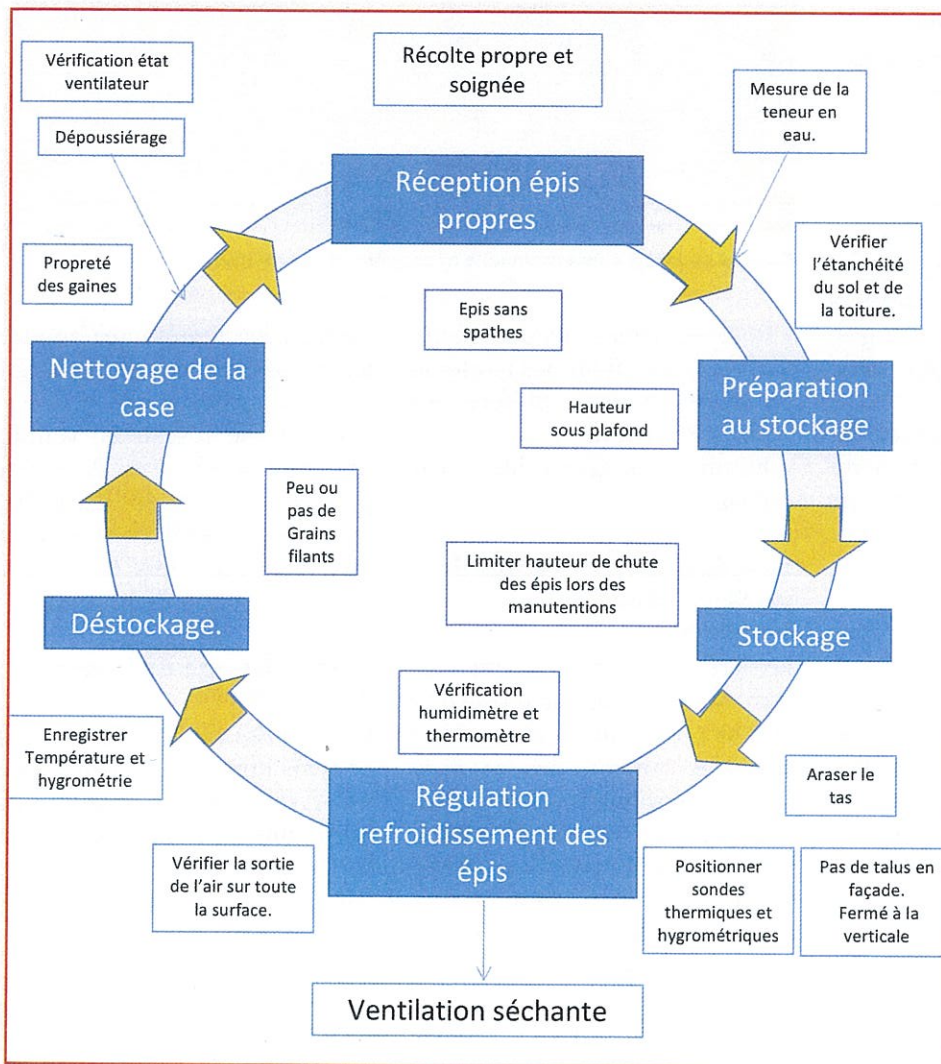 Vérification état
ventilateur
Récolte propre et
soignée
Mesure de la
teneur en
eau.
Dépoussiérage
Réception épis
propres
Propreté
des gaines
Vérifier
l'étanchéité
du sol et de
la toiture.
Epis sans
spathes
Nettoyage de la
case
Préparation
au stockage
Hauteur
sous plafond
Peu ou
pas de
Grains
filants
Limiter hauteur de chute
des épis lors des
manutentions
Déstockage.
Stockage
Vérification
humidimètre et
thermomètre
Enregistrer
Température et
hygrométrie
Araser le
tas
Régulation
refroidissement des
épis
Vérifier la sortie
de l'air sur toute
la surface.
Positionner
sondes
thermiques et
hygrométriques
Pas de talus en
façade.
Fermé à la
verticale
Ventilation séchante